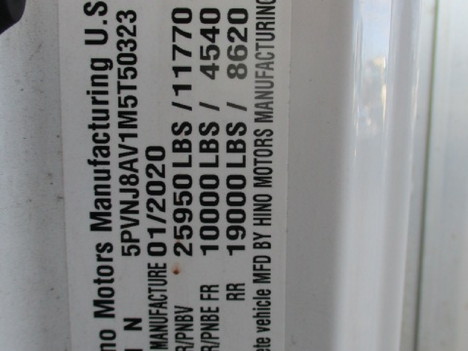 no Motors Manufacturing U.S
N 5PVNJ8AV1M5T50323
MANUFACTURE 01/2020
R/PNBV 25950 LBS / 11770
R/PNBE FR 10000 LBS / 4540
RR 19000 LBS / 8620
ete vehicle MFD BY HINO MOTORS MANUFACTURING